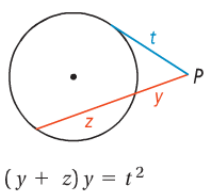 t
P
y
z
(y + z)y = t²